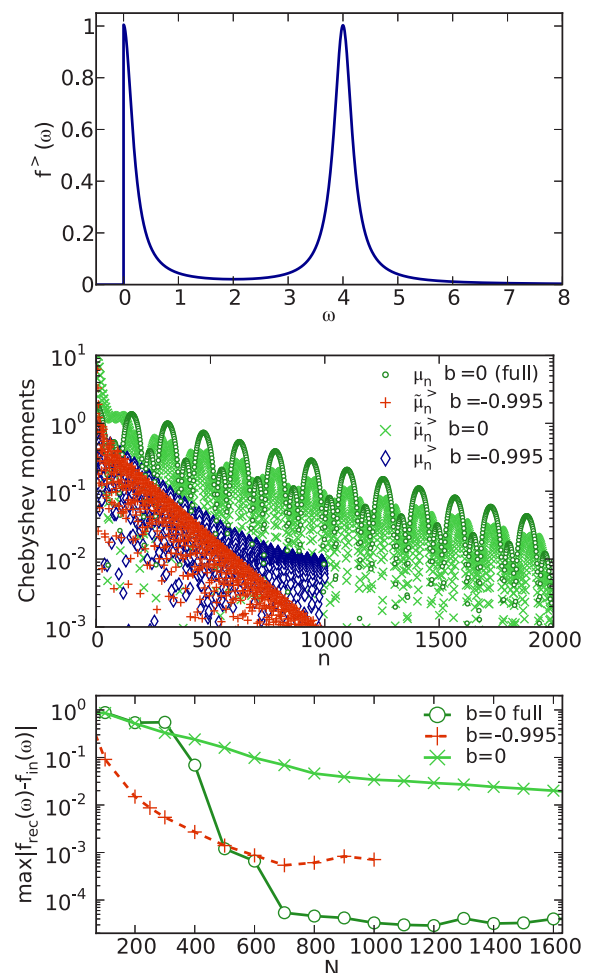 1
0.8
0.6
0.4
0.2
0
f^>(ω)
0 1 2 3 4 5 6 7 8
ω
10^1
10^0
10^-1
10^-2
10^-3
Chebyshev moments
μ_n b=0 (full)
μ̃_n^> b=-0.995
μ̃_n^> b=0
μ_n^> b=-0.995
0 500 1000 1500 2000
n
10^0
10^-1
10^-2
10^-3
10^-4
max|f_rec(ω)-f_in(ω)|
b=0 full
b=-0.995
b=0
200 400 600 800 1000 1200 1400 1600
N